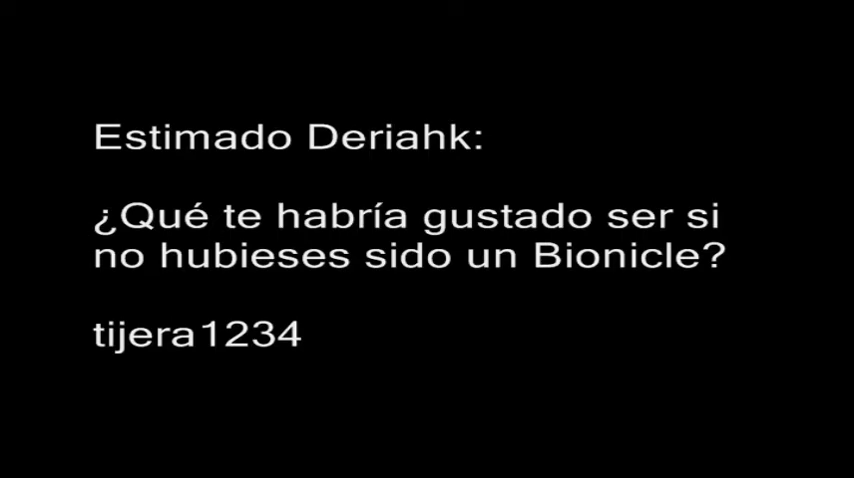 Estimado Deriahk:
¿Qué te habría gustado ser si
no hubieses sido un Bionicle?
tijera1234